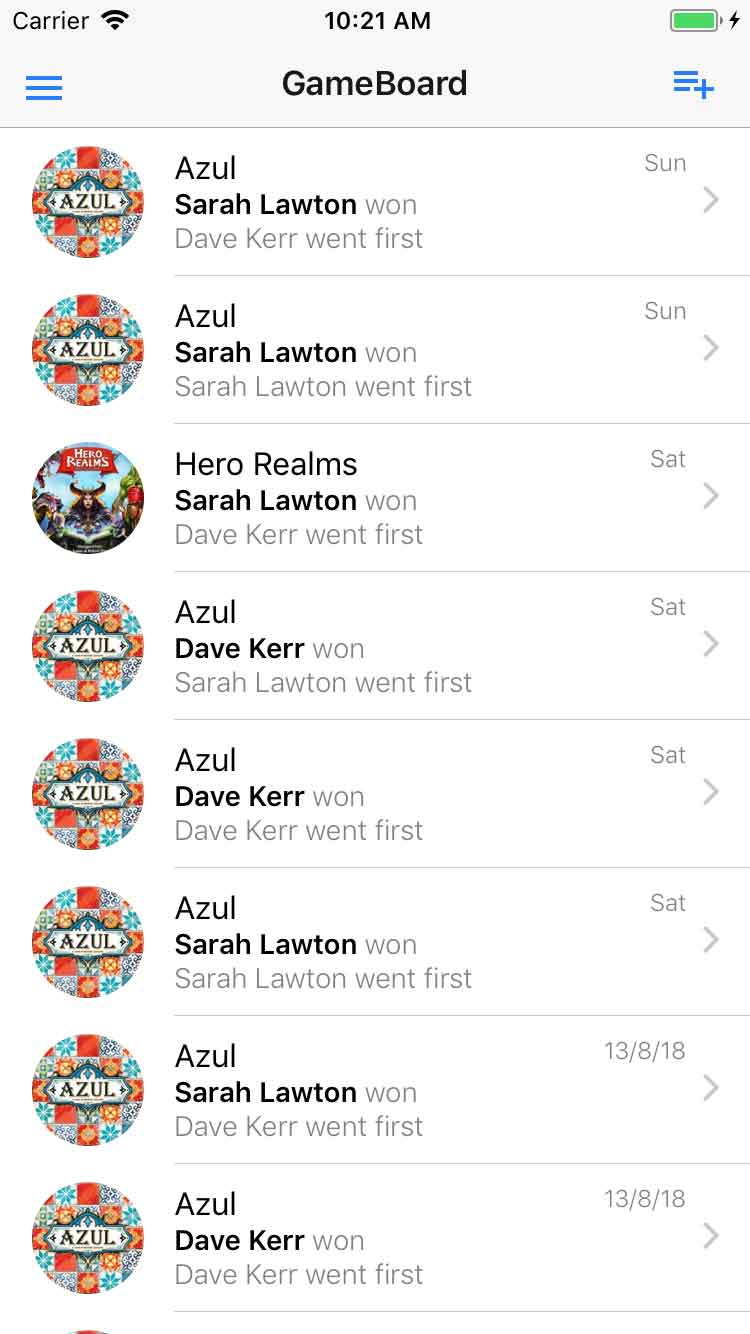 Carrier 10:21 AM
GameBoard
AZUL
Azul
Sun
Sarah Lawton won
Dave Kerr went first
AZUL
Azul
Sun
Sarah Lawton won
Sarah Lawton went first
HERO
REALMS
Hero Realms
Sat
Sarah Lawton won
Dave Kerr went first
AZUL
Azul
Sat
Dave Kerr won
Sarah Lawton went first
AZUL
Azul
Sat
Dave Kerr won
Dave Kerr went first
AZUL
Azul
Sat
Sarah Lawton won
Sarah Lawton went first
AZUL
Azul
13/8/18
Sarah Lawton won
Dave Kerr went first
AZUL
Azul
13/8/18
Dave Kerr won
Dave Kerr went first